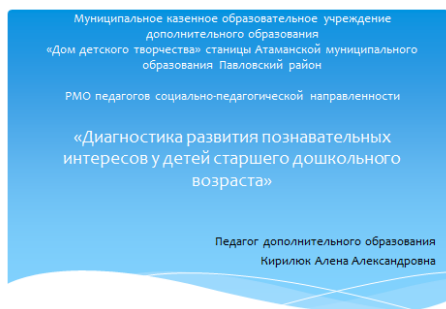 Муниципальное казенное образовательное учреждение
дополнительного образования
«Дом детского творчества» станицы Атаманской муниципального
образования Павловский район
РМО педагогов социально-педагогической направленности
«Диагностика развития познавательных
интересов у детей старшего дошкольного
возраста»
Педагог дополнительного образования
Кирилюк Алена Александровна